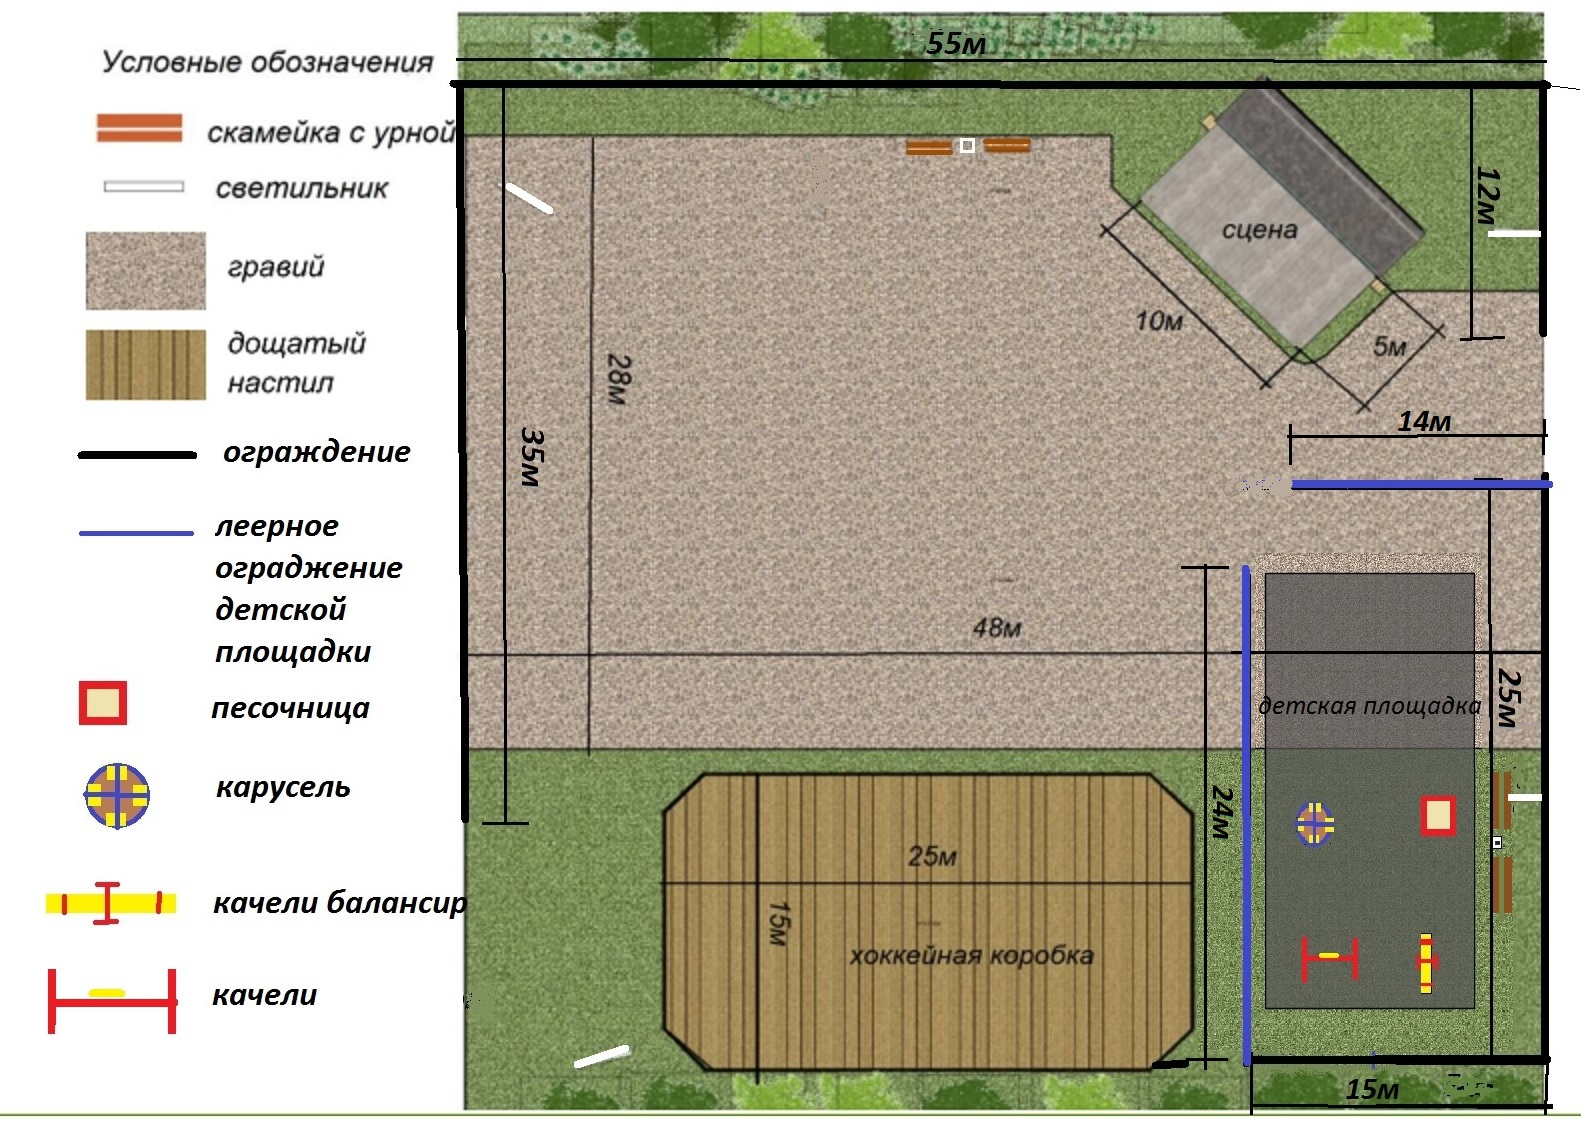 Условные обозначения
скамейка с урной
светильник
гравий
дощатый
настил
ограждение
леерное
ограджение
детской
площадки
песочница
карусель
качели балансир
качели
55м
12м
сцена
10м
5м
28м
35м
14м
48м
детская площадка
25м
24м
25м
15м
хоккейная коробка
15м